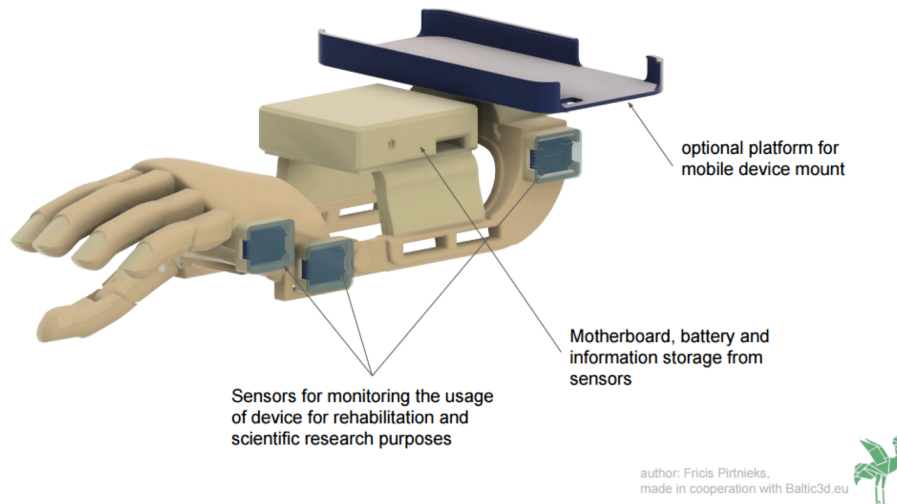 optional platform for
mobile device mount
Motherboard, battery and
information storage from
sensors
Sensors for monitoring the usage
of device for rehabilitation and
scientific research purposes
author: Fricis Pirtnieks,
made in cooperation with Baltic3d.eu